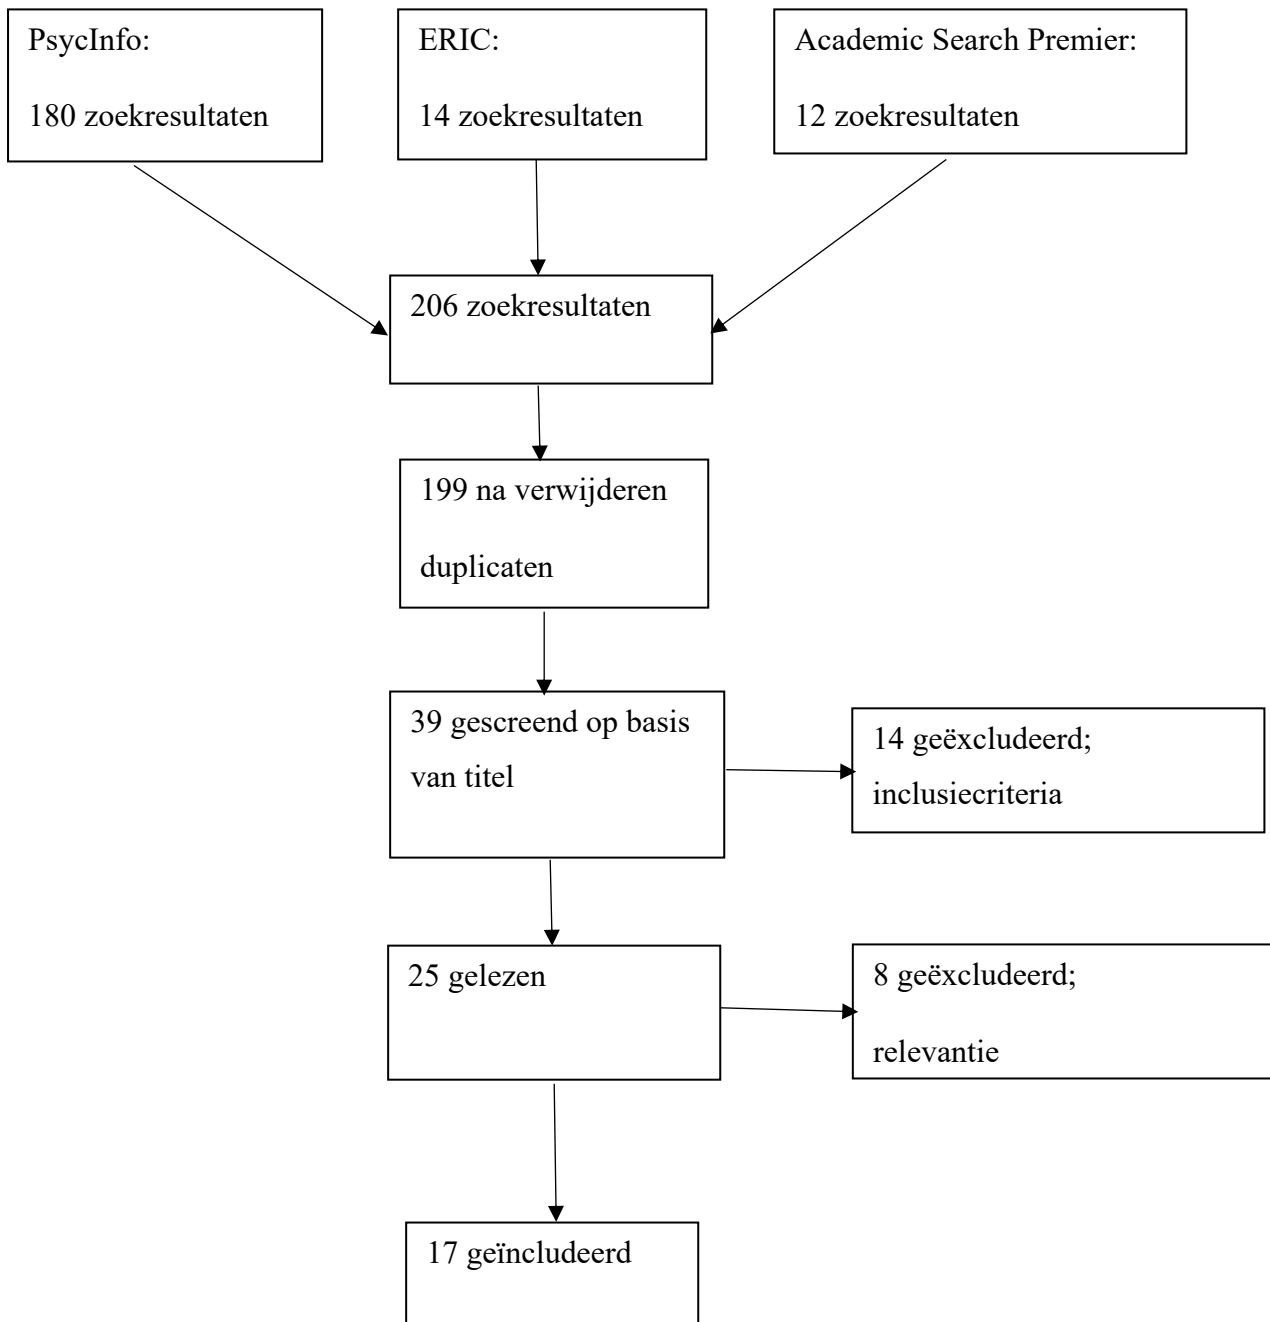 PsycInfo:
180 zoekresultaten
ERIC:
14 zoekresultaten
Academic Search Premier:
12 zoekresultaten
206 zoekresultaten
199 na verwijderen
duplicaten
39 gescreend op basis
van titel
14 geëxcludeerd;
inclusiecriteria
25 gelezen
8 geëxcludeerd;
relevantie
17 geïncludeerd